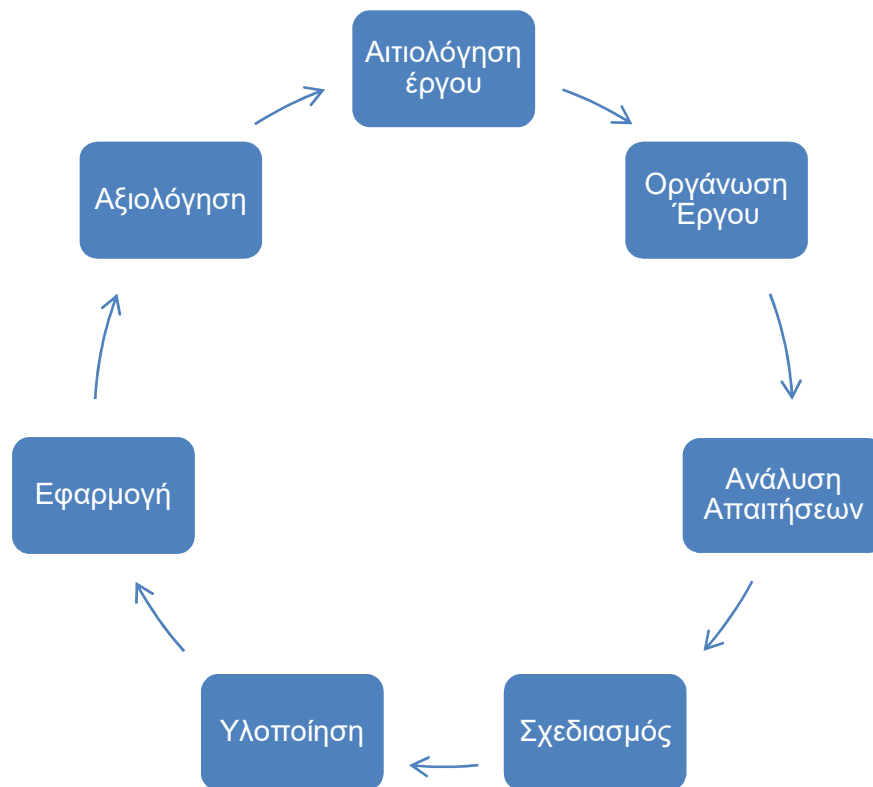 Αιτιολόγηση
έργου
Οργάνωση
Έργου
Ανάλυση
Απαιτήσεων
Σχεδιασμός
Υλοποίηση
Εφαρμογή
Αξιολόγηση